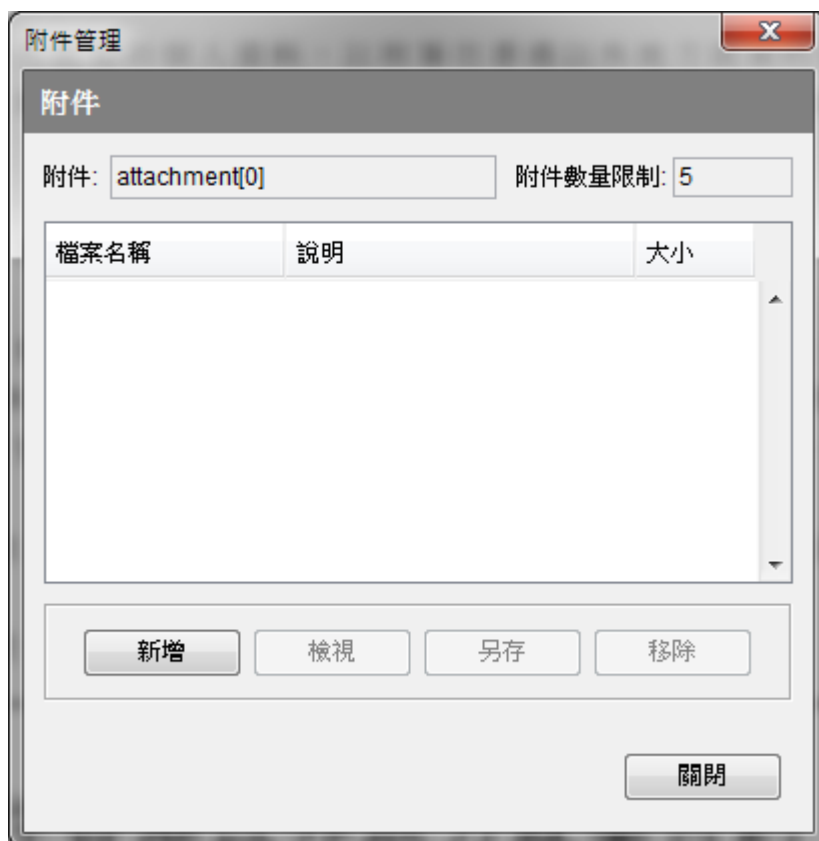 附件管理
附件
附件: attachment[0] 附件數量限制: 5
檔案名稱 說明 大小
新增 檢視 另存 移除
關閉